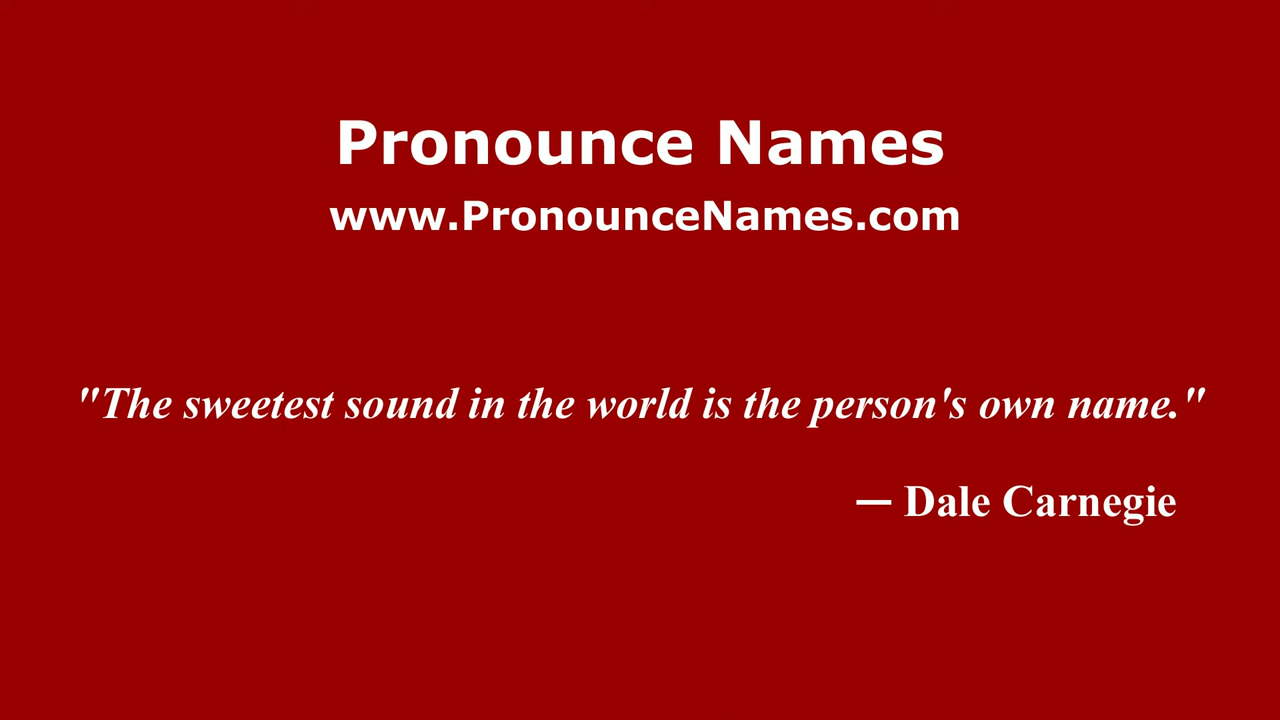 Pronounce Names
www.PronounceNames.com
"The sweetest sound in the world is the person's own name."
— Dale Carnegie